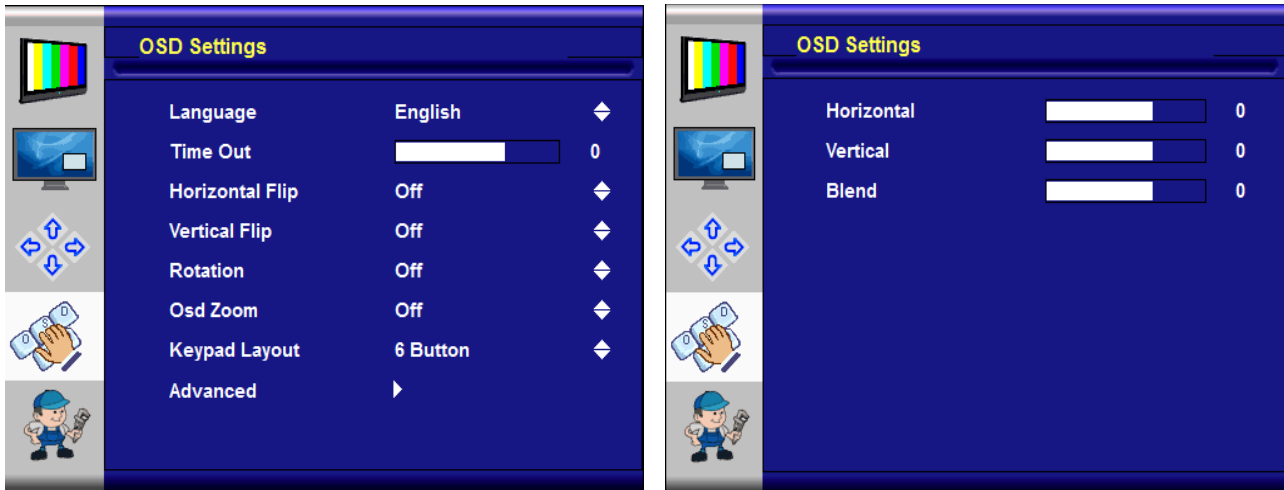 OSD Settings
Language English
Time Out 0
Horizontal Flip Off
Vertical Flip Off
Rotation Off
Osd Zoom Off
Keypad Layout 6 Button
Advanced
O S D
OSD Settings
Horizontal 0
Vertical 0
Blend 0
O S D